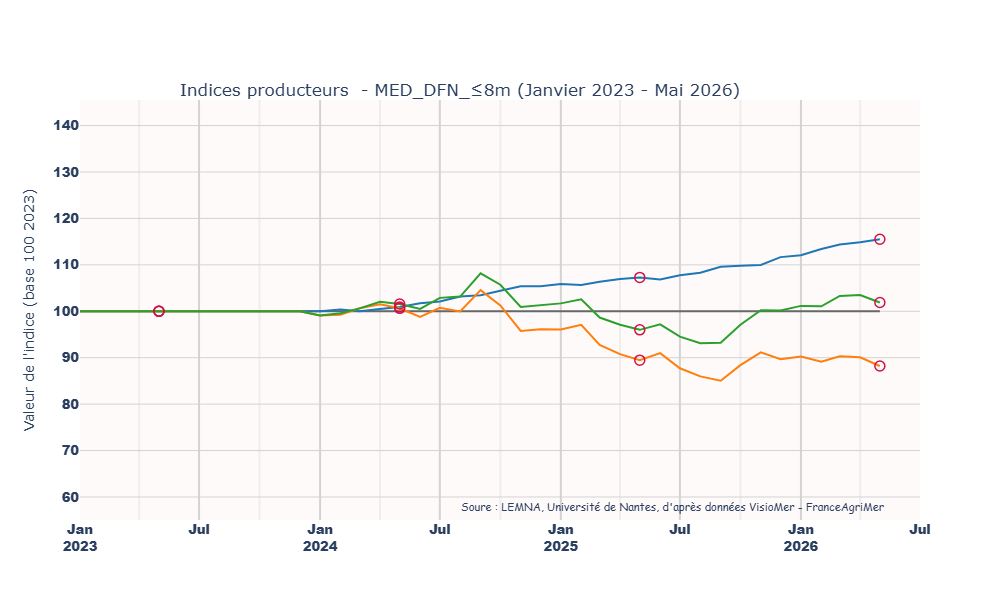 Indices producteurs - MED_DFN_≤8m (Janvier 2023 - Mai 2026)
Valeur de l'indice (base 100 2023)
140
130
120
110
100
90
80
70
60
Soure : LEMNA, Université de Nantes, d'après données VisioMer - FranceAgriMer
Jan Jul Jan Jul Jan Jul Jan Jul
2023 2024 2025 2026